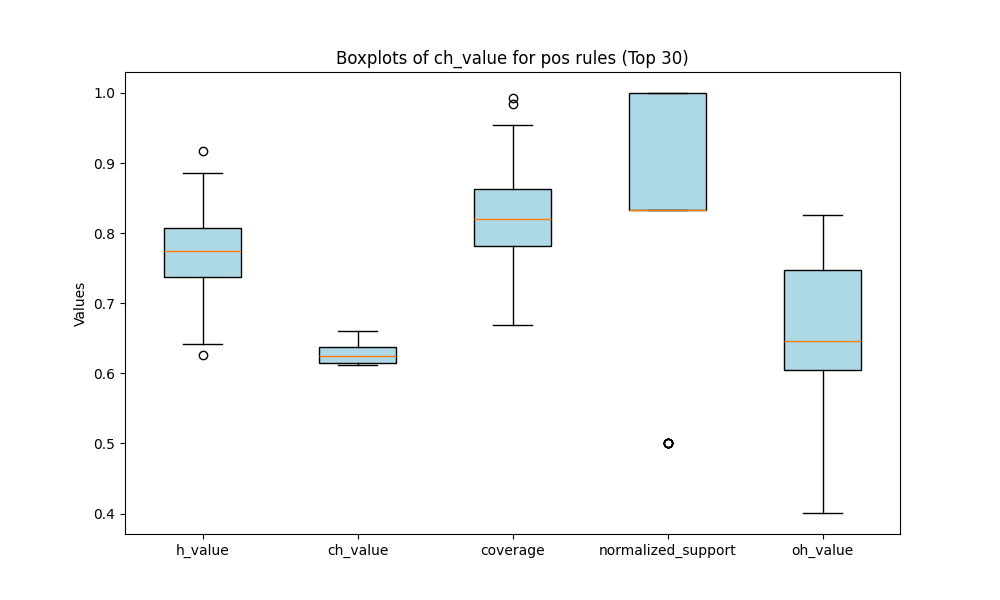 Boxplots of ch_value for pos rules (Top 30)
Values
1.0
0.9
0.8
0.7
0.6
0.5
0.4
h_value
ch_value
coverage
normalized_support
oh_value